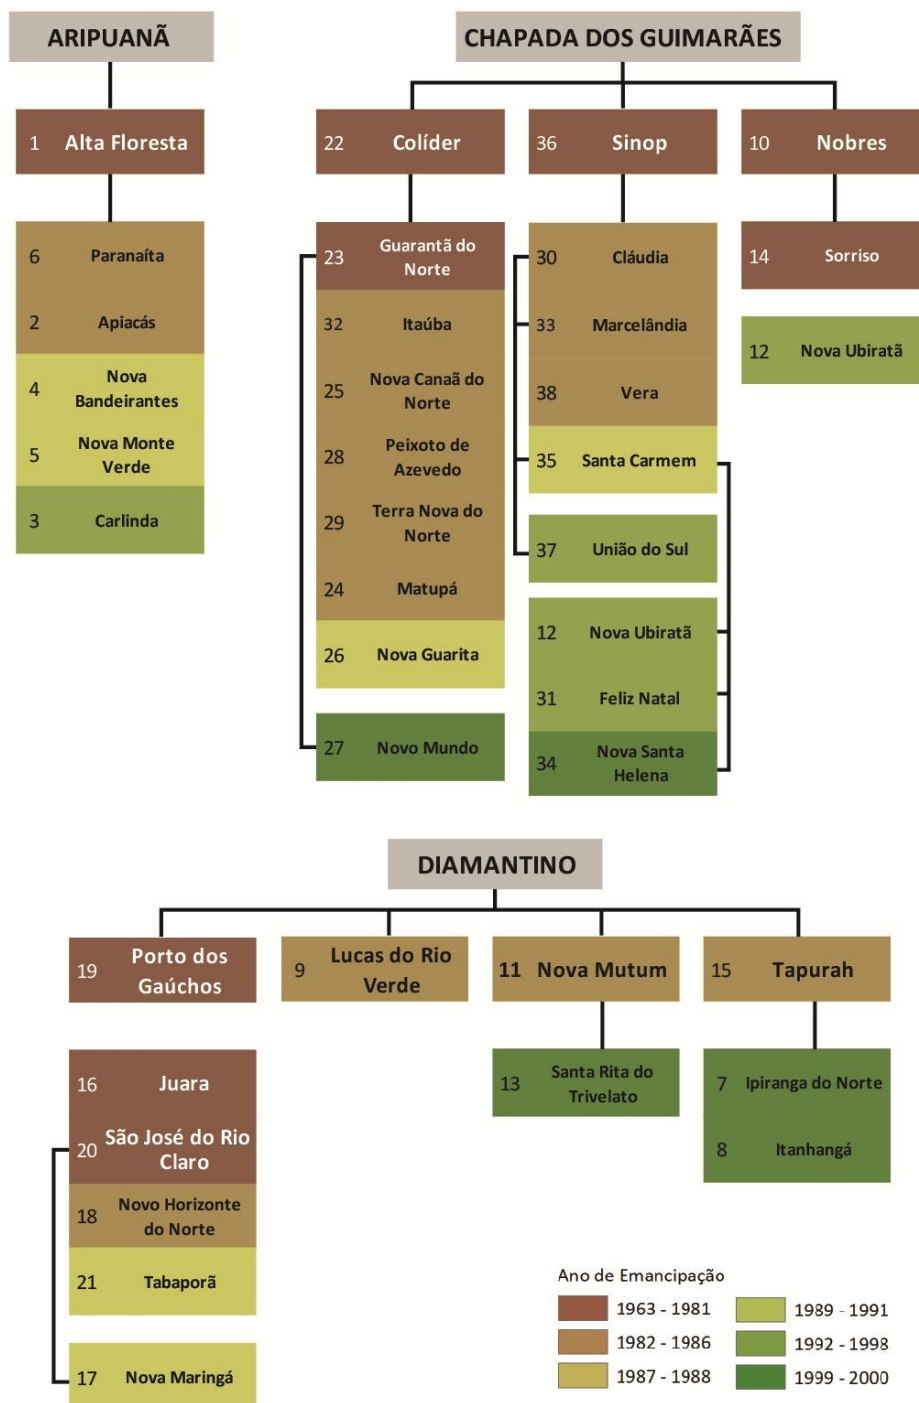 ARIPUANÃ
1 Alta Floresta
6 Paranaíta
2 Apiacás
4 Nova
Bandeirantes
5 Nova Monte
Verde
3 Carlinda
CHAPADA DOS GUIMARÃES
22 Colíder
36 Sinop
10 Nobres
23 Guarantã do
Norte
32 Itaúba
25 Nova Canaã do
Norte
28 Peixoto de
Azevedo
29 Terra Nova do
Norte
24 Matupá
26 Nova Guarita
27 Novo Mundo
30 Cláudia
33 Marcelândia
38 Vera
35 Santa Carmem
37 União do Sul
12 Nova Ubiratã
31 Feliz Natal
34 Nova Santa
Helena
14 Sorriso
12 Nova Ubiratã
DIAMANTINO
19 Porto dos
Gaúchos
9 Lucas do Rio
Verde
11 Nova Mutum
15 Tapurah
16 Juara
20 São José do Rio
Claro
18 Novo Horizonte
do Norte
21 Tabaporã
17 Nova Maringá
13 Santa Rita do
Trivelato
7 Ipiranga do Norte
8 Itanhangá
Ano de Emancipação
1963 - 1981
1982 - 1986
1987 - 1988
1989 - 1991
1992 - 1998
1999 - 2000